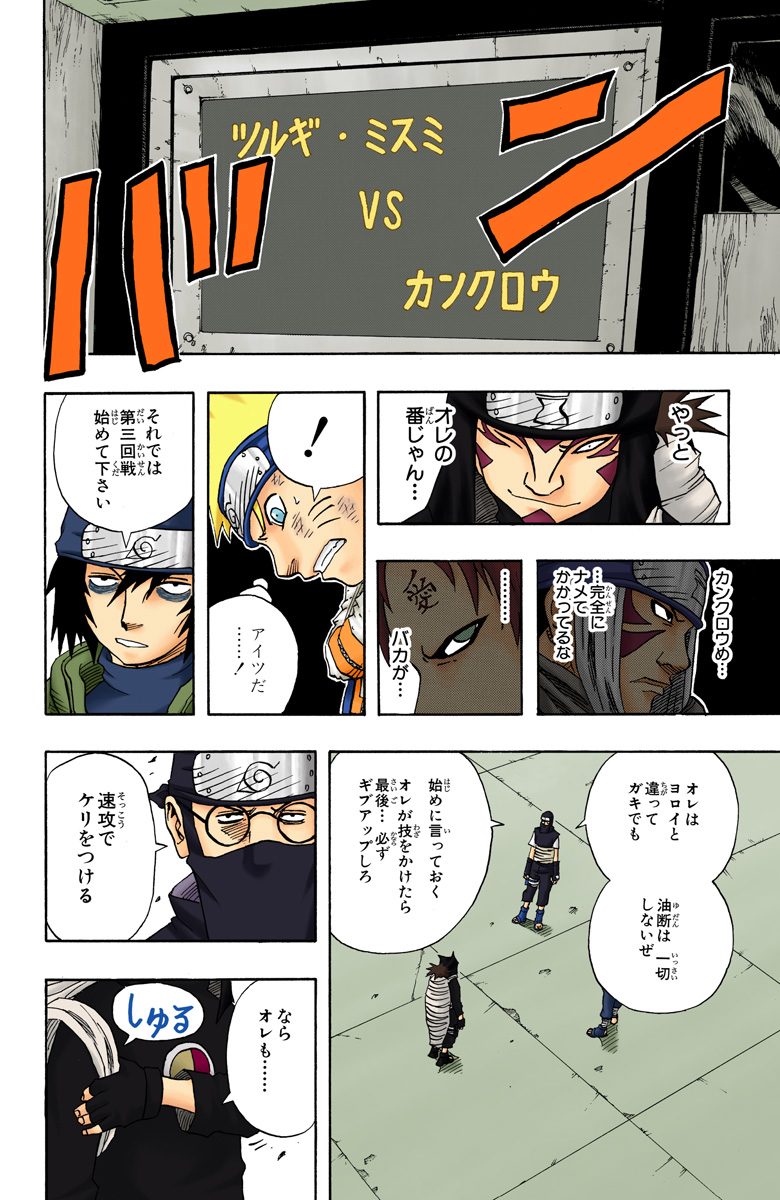 ツルギ・ミスミ
VS
カンクロウ
バン
やっと
オレの
番じゃん…
！
それでは
第三回戦
始めて下さい
カンクロウめ…
…完全に
ナメて
かかってるな
…………
バカが…
愛
アイツだ
……！
オレは
ヨロイと
違って
ガキでも
油断は
一切
しないぜ
始めに言っておく
オレが技をかけたら
最後…必ず
ギブアップしろ
速攻で
ケリをつける
なら
オレも……
しゅる